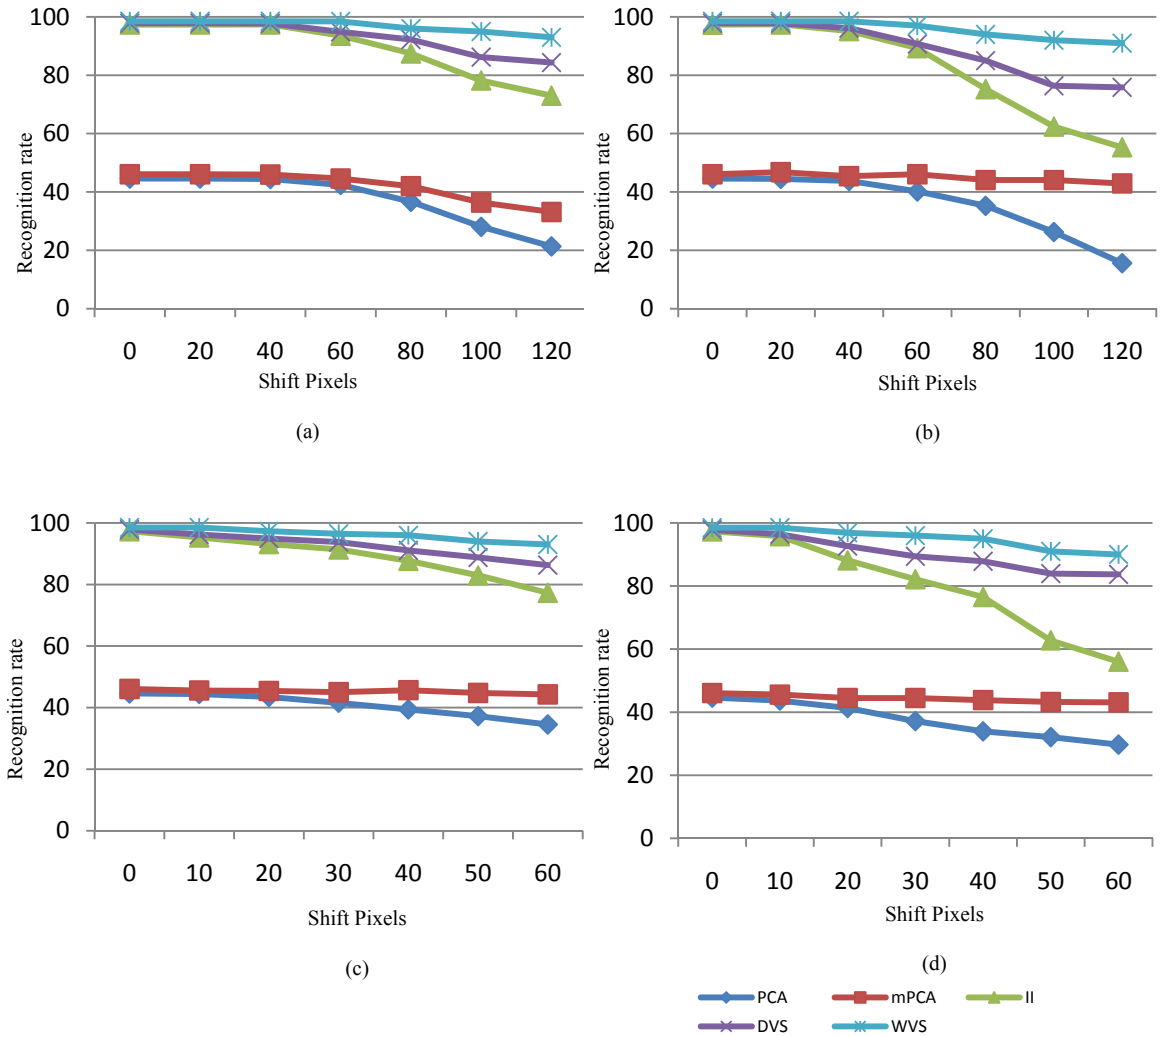 100
80
60
40
20
0
Recognition rate
0 20 40 60 80 100 120
Shift Pixels
(a)
100
80
60
40
20
0
Recognition rate
0 20 40 60 80 100 120
Shift Pixels
(b)
100
80
60
40
20
0
Recognition rate
0 10 20 30 40 50 60
Shift Pixels
(c)
100
80
60
40
20
0
Recognition rate
0 10 20 30 40 50 60
Shift Pixels
(d)
PCA mPCA II
DVS WVS